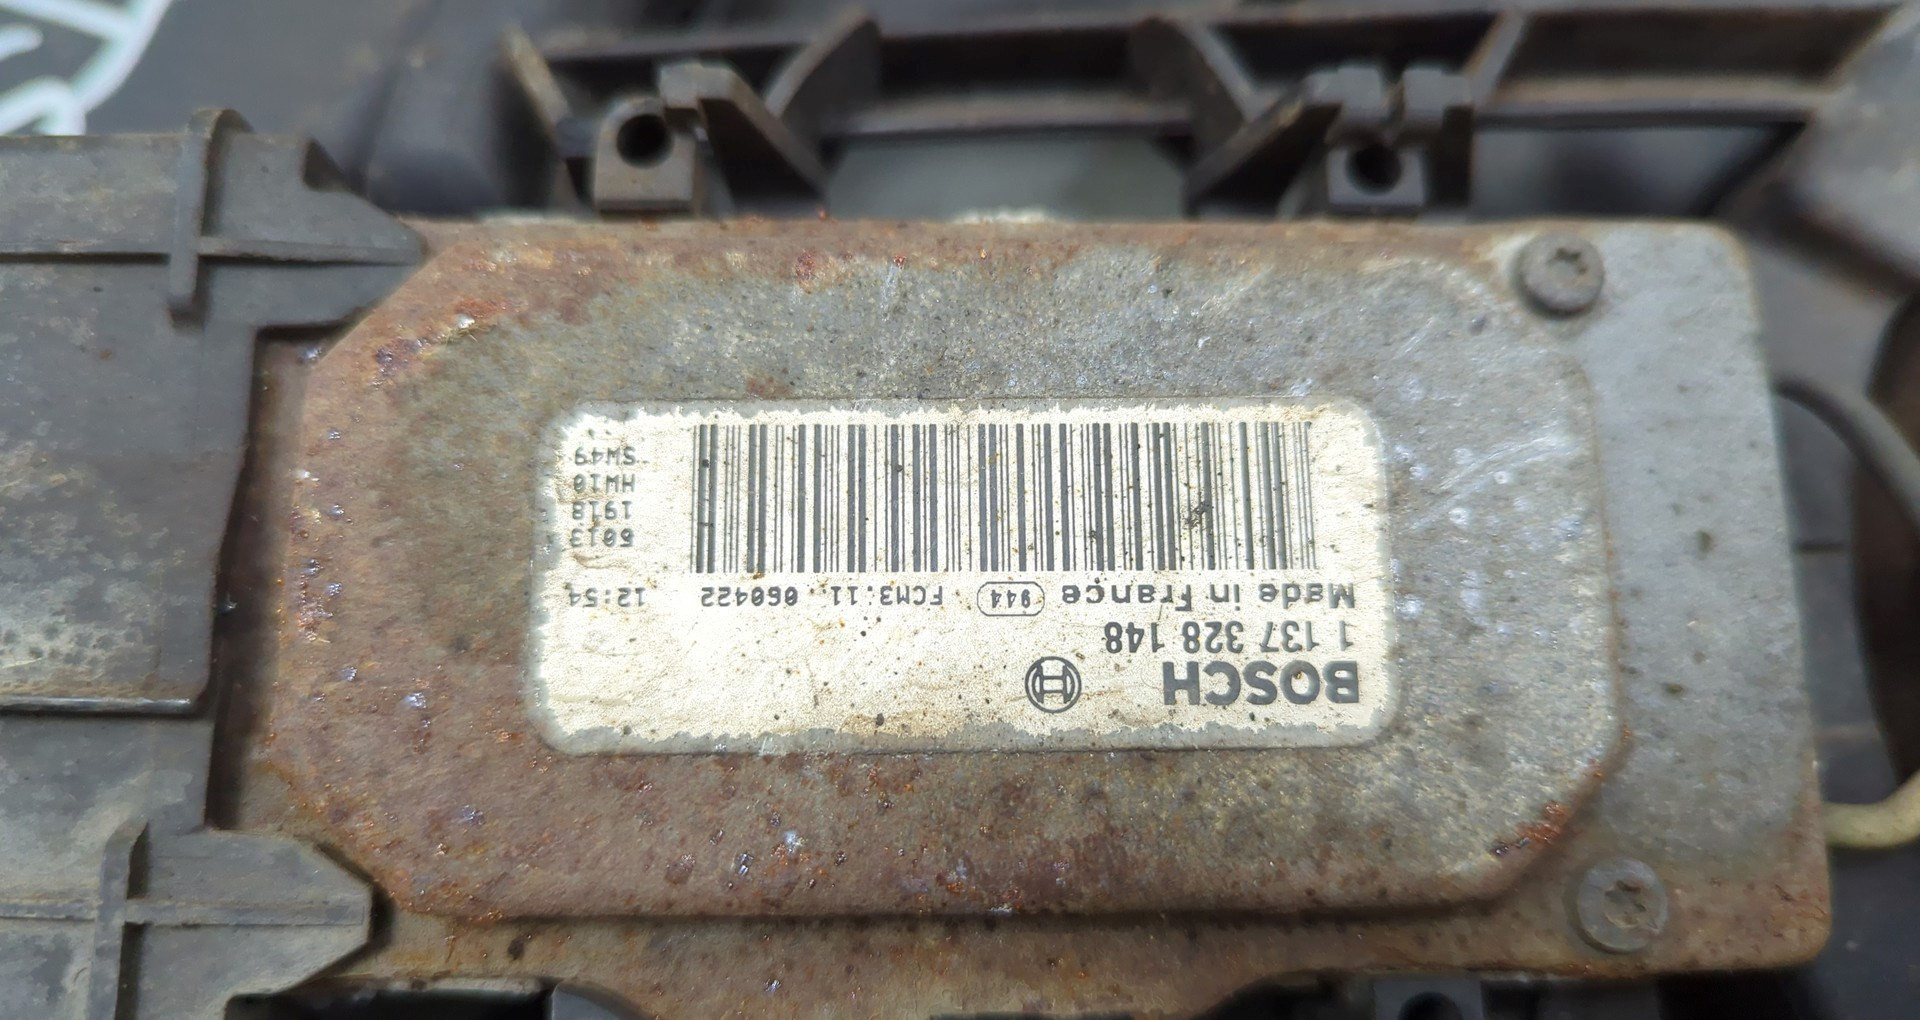 BOSCH
1 137 328 148
Made in France 944 FCM3.11 060422 12:54
6013
1918
HW10
SW49